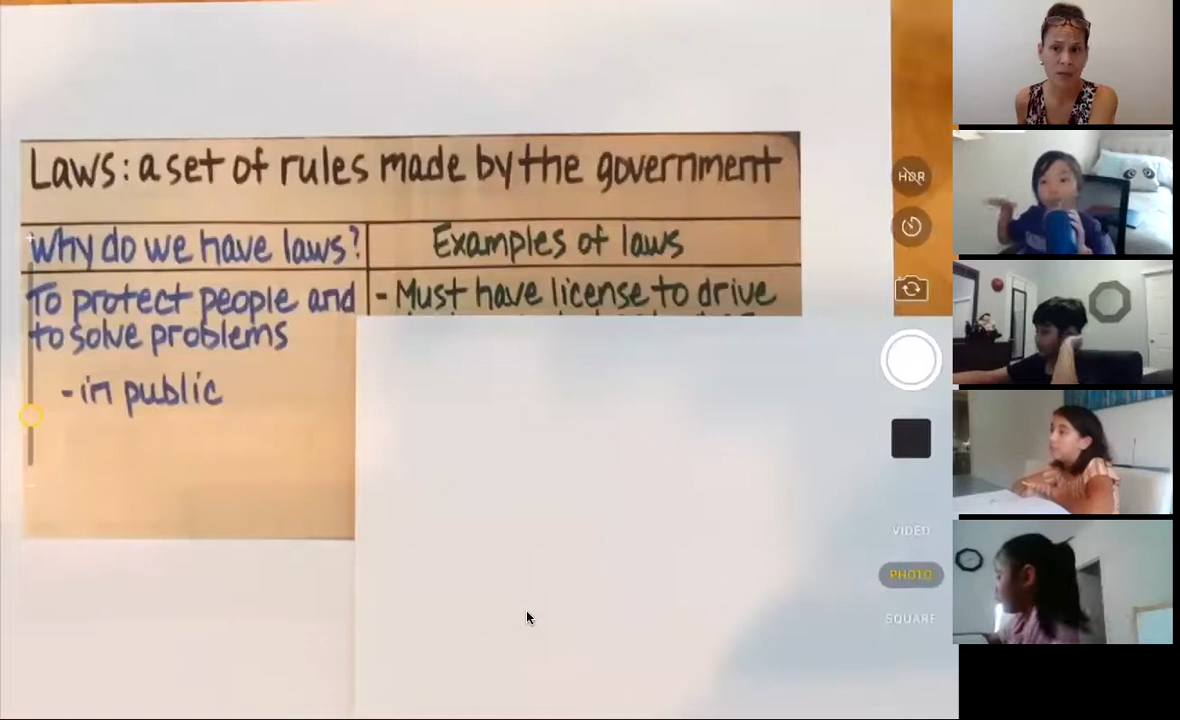 Laws: a set of rules made by the government
Why do we have laws?
Examples of laws
To protect people and
to solve problems
- in public
- Must have license to drive
HDR
VIDEO
PHOTO
SQUARE